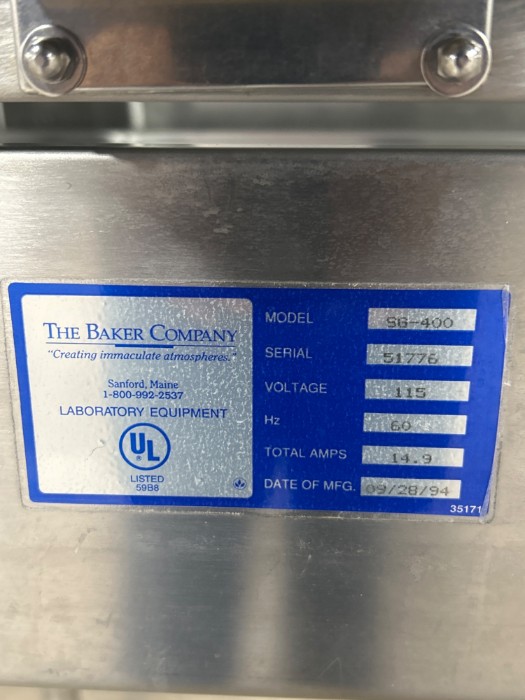 THE BAKER COMPANY
"Creating immaculate atmospheres."
Sanford, Maine
1-800-992-2537
LABORATORY EQUIPMENT
UL
®
LISTED
59B8
MODEL SG-400
SERIAL 51776
VOLTAGE 115
Hz 60
TOTAL AMPS 14.9
DATE OF MFG. 09/28/94
35171